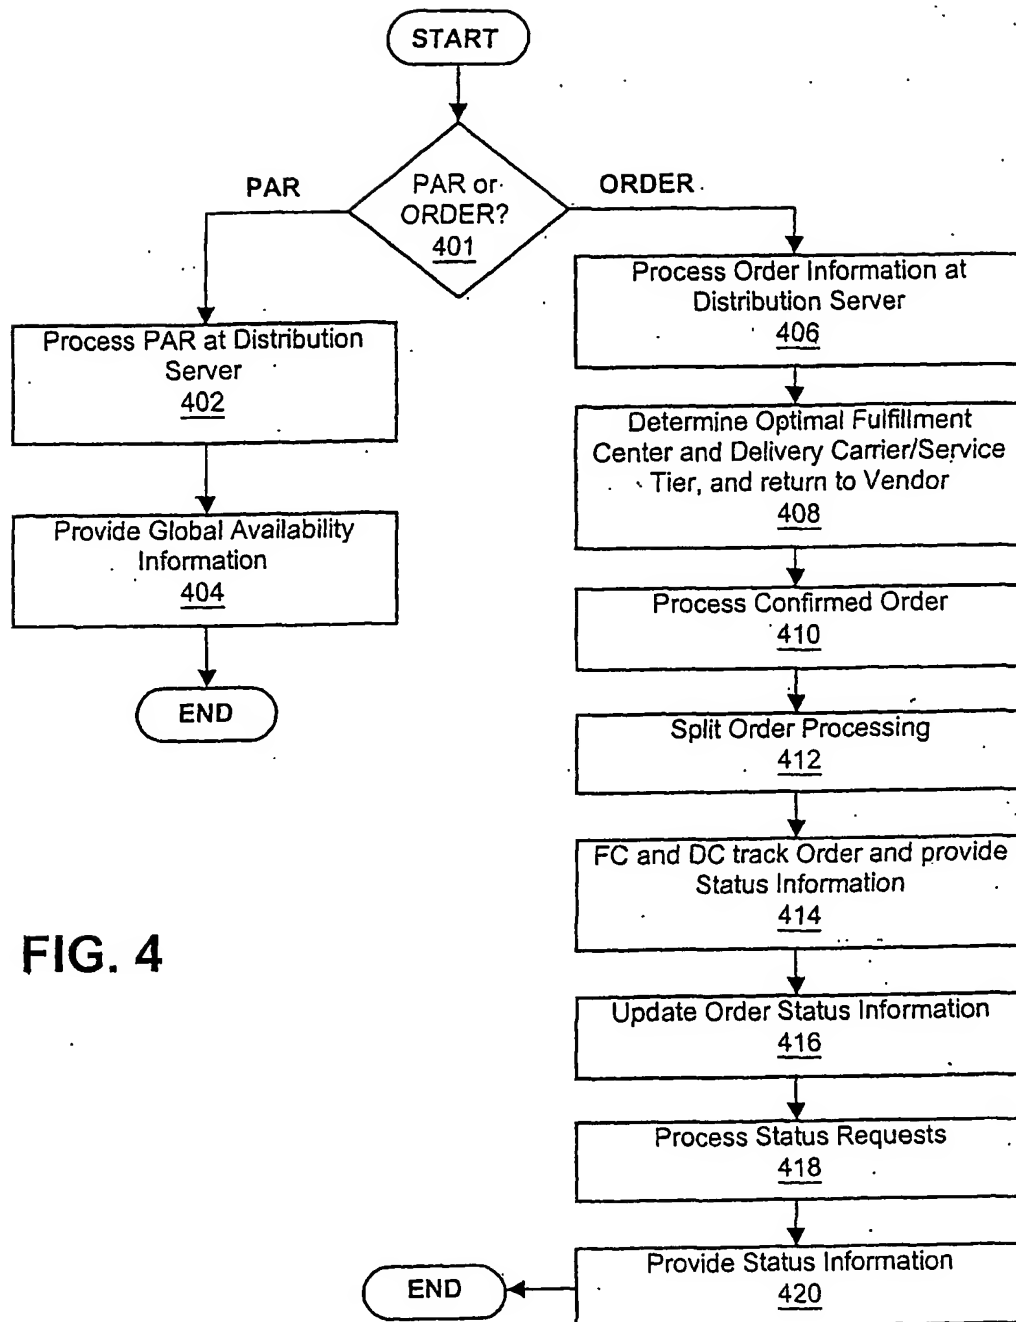 START
PAR or
ORDER?
401
PAR
ORDER
Process PAR at Distribution
Server
402
Provide Global Availability
Information
404
END
Process Order Information at
Distribution Server
406
Determine Optimal Fulfillment
Center and Delivery Carrier/Service
Tier, and return to Vendor
408
Process Confirmed Order
410
Split Order Processing
412
FC and DC track Order and provide
Status Information
414
Update Order Status Information
416
Process Status Requests
418
Provide Status Information
420
END
FIG. 4